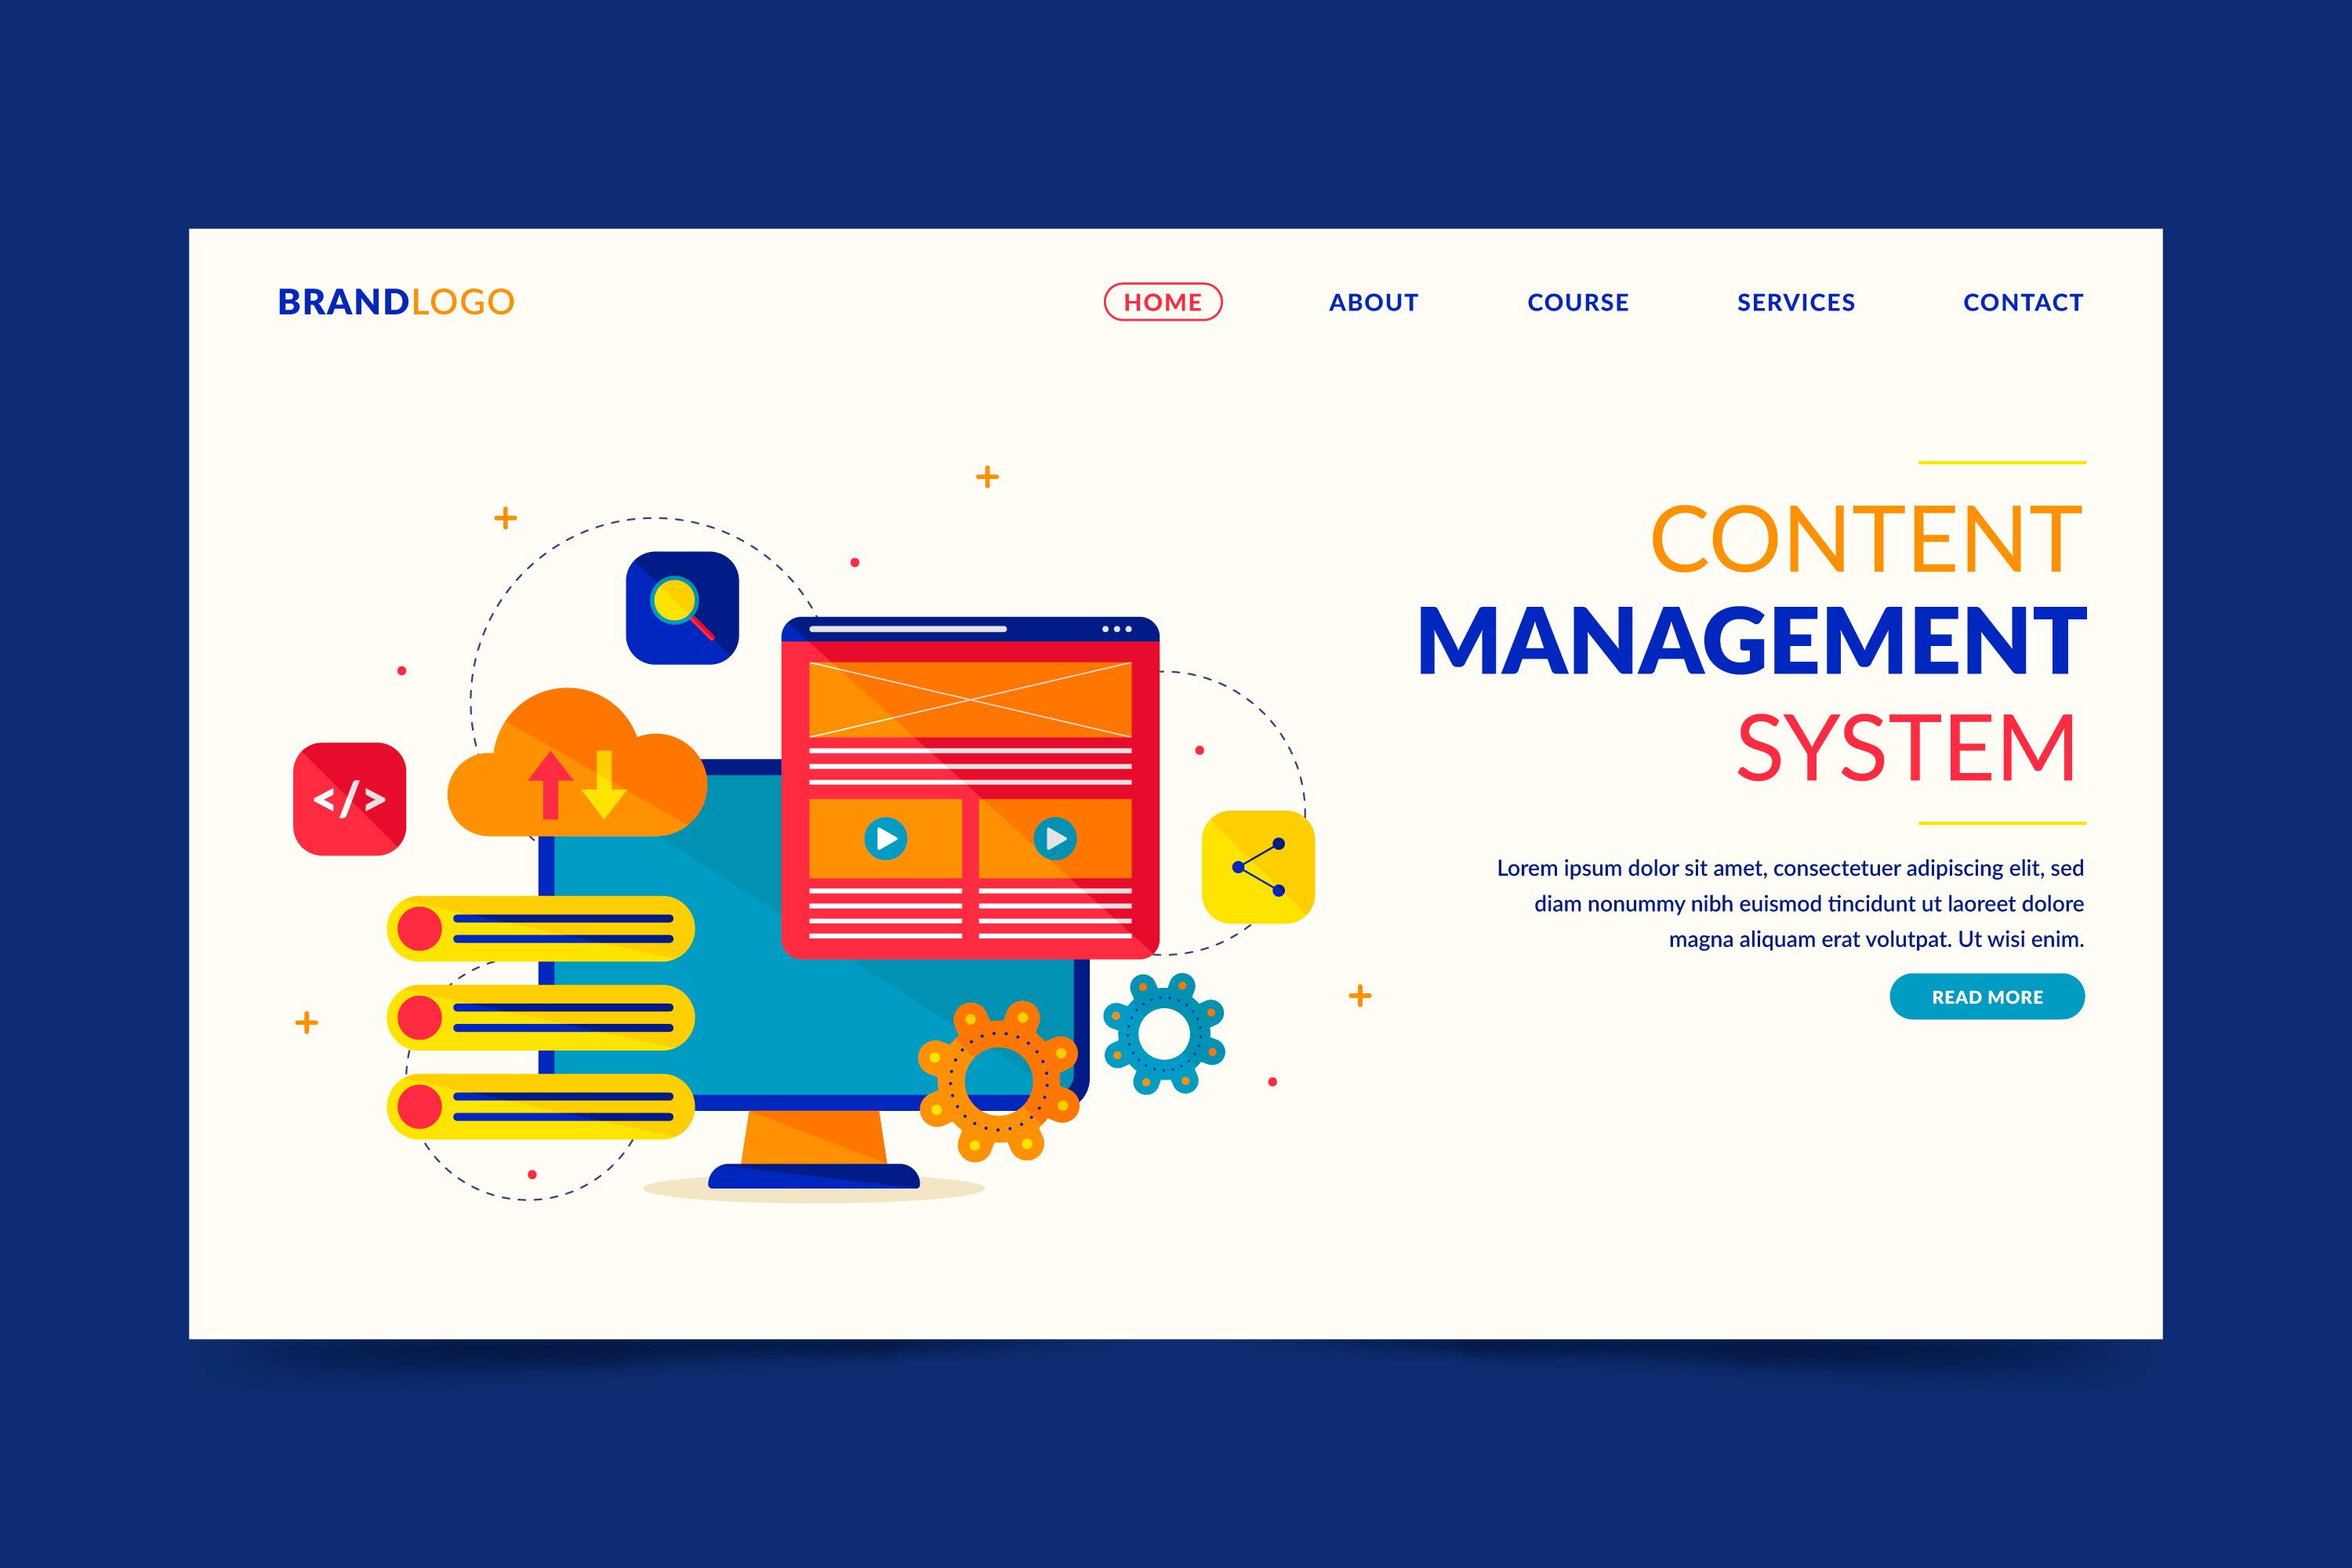 BRANDLOGO
HOME ABOUT COURSE SERVICES CONTACT
CONTENT
MANAGEMENT
SYSTEM
</>
Lorem ipsum dolor sit amet, consectetuer adipiscing elit, sed
diam nonummy nibh euismod tincidunt ut laoreet dolore
magna aliquam erat volutpat. Ut wisi enim.
READ MORE